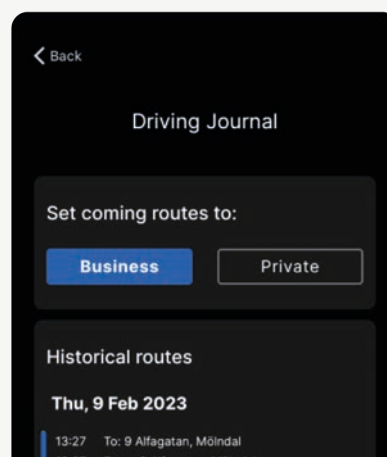 Back
Driving Journal
Set coming routes to:
Business Private
Historical routes
Thu, 9 Feb 2023
13:27 To: 9 Alfagatan, Mölndal